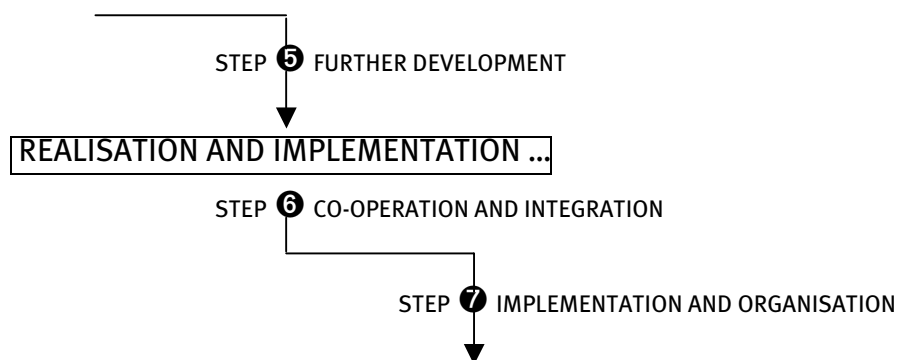 STEP ❺ FURTHER DEVELOPMENT
REALISATION AND IMPLEMENTATION ...
STEP ❻ CO-OPERATION AND INTEGRATION
STEP ❼ IMPLEMENTATION AND ORGANISATION